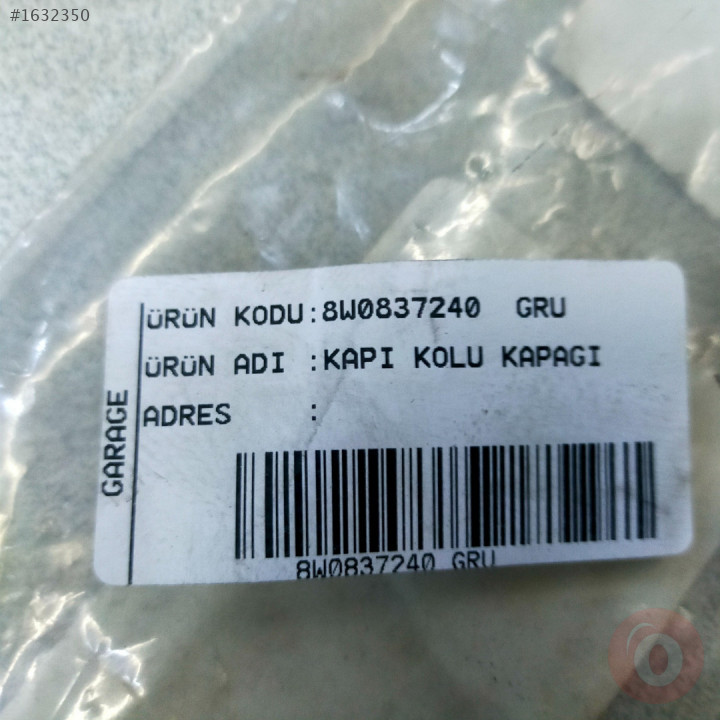 #1632350
ÜRÜN KODU:8W0837240 GRU
ÜRÜN ADI :KAPI KOLU KAPAGI
ADRES :
GARAGE
8W0837240 GRU